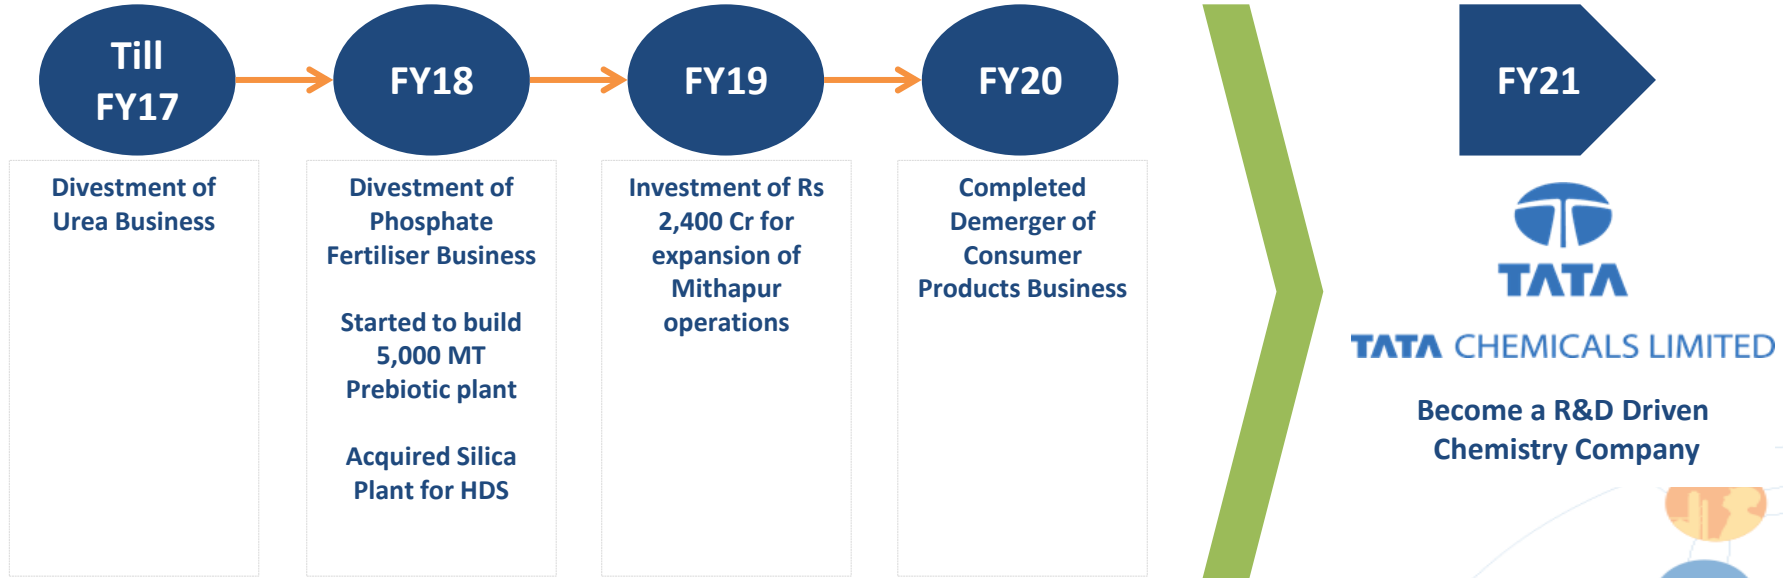 Till
FY17
FY18
FY19
FY20
FY21
Divestment of
Urea Business
Divestment of
Phosphate
Fertiliser Business
Started to build
5,000 MT
Prebiotic plant
Acquired Silica
Plant for HDS
Investment of Rs
2,400 Cr for
expansion of
Mithapur
operations
Completed
Demerger of
Consumer
Products Business
TATA
TATA CHEMICALS LIMITED
Become a R&D Driven
Chemistry Company